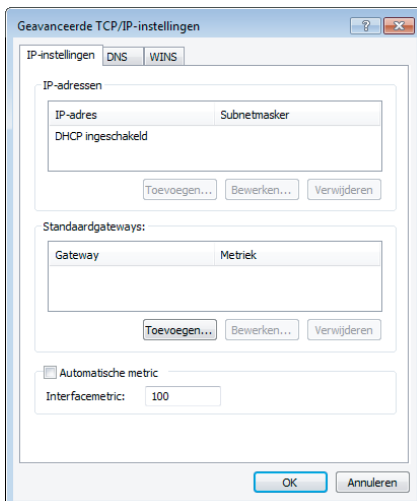 Geavanceerde TCP/IP-instellingen
IP-instellingen DNS WINS
IP-adressen
IP-adres Subnetmasker
DHCP ingeschakeld
Toevoegen... Bewerken... Verwijderen
Standaardgateways:
Gateway Metriek
Toevoegen... Bewerken... Verwijderen
Automatische metric
Interfacemetric: 100
OK Annuleren